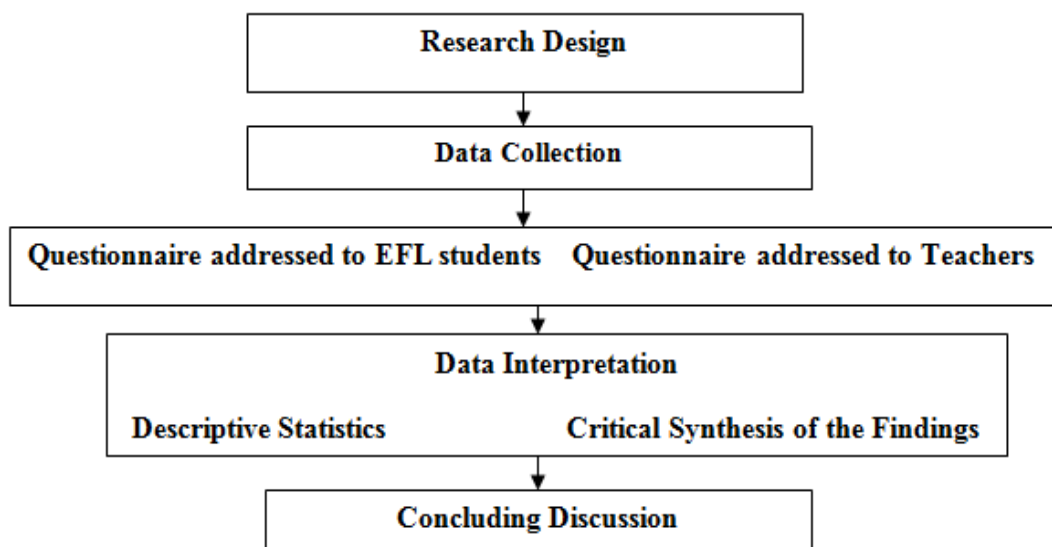 Research Design
Data Collection
Questionnaire addressed to EFL students Questionnaire addressed to Teachers
Data Interpretation
Descriptive Statistics Critical Synthesis of the Findings
Concluding Discussion